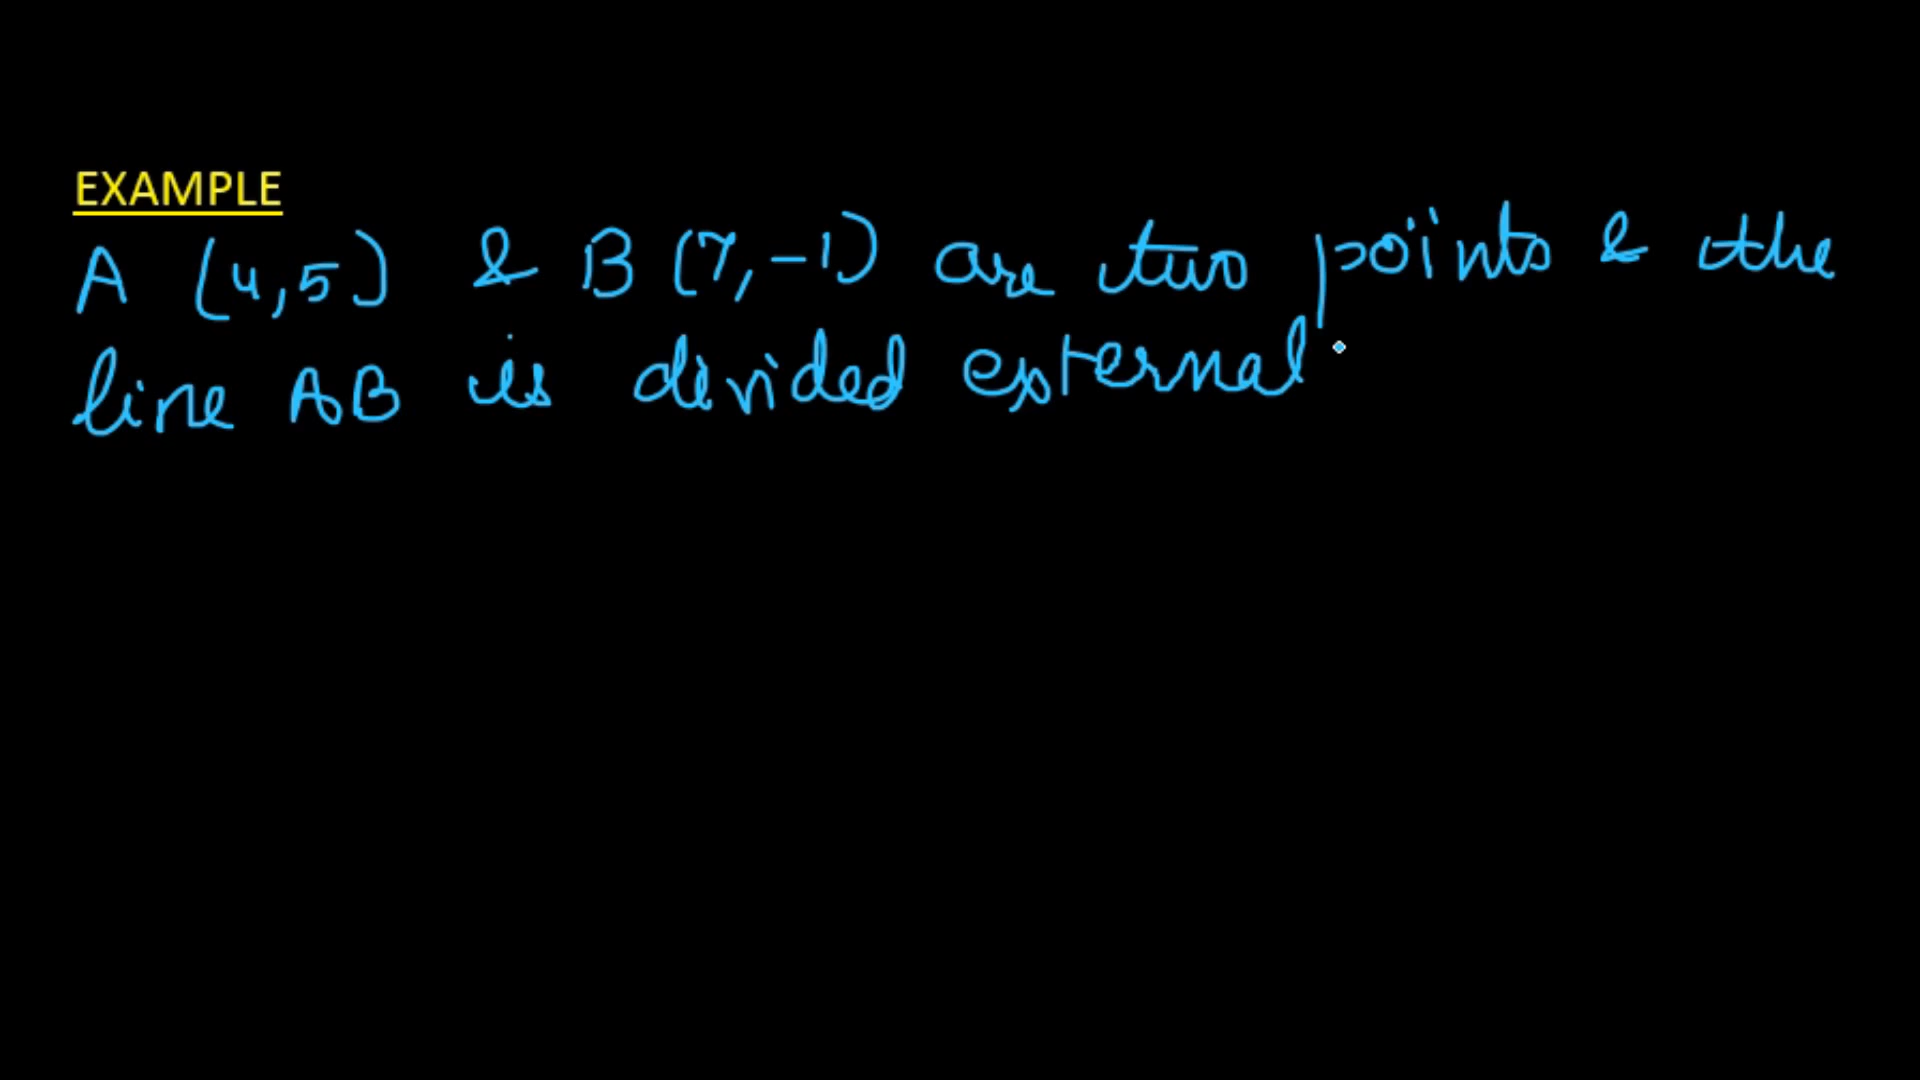 EXAMPLE
A (4,5) & B (7,-1) are two points & the
line AB is divided external